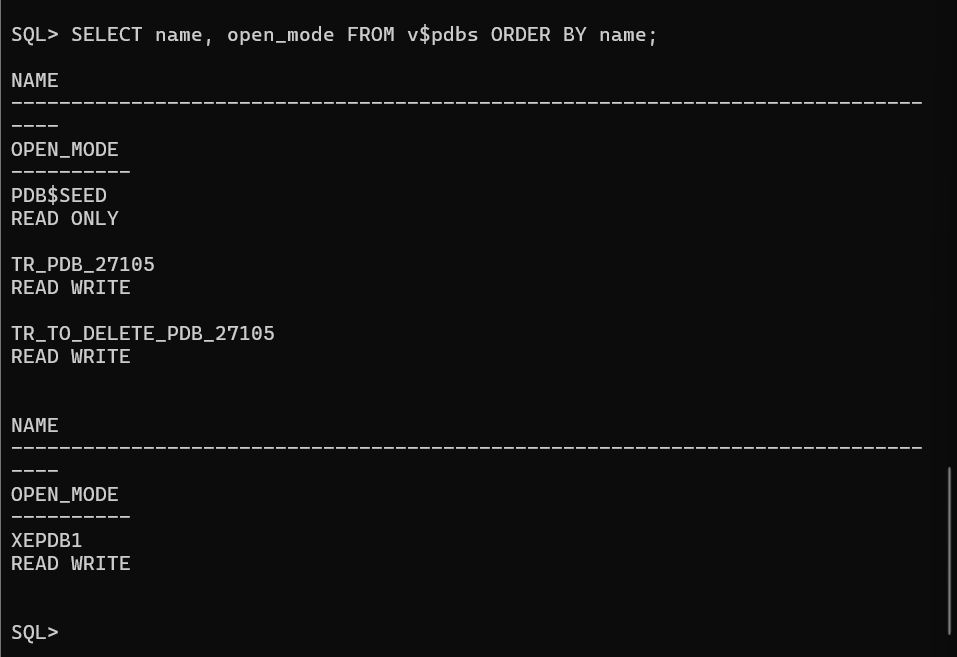 SQL> SELECT name, open_mode FROM v$pdbs ORDER BY name;
NAME
----------------------------------------------------------------------------
----
OPEN_MODE
----------
PDB$SEED
READ ONLY
TR_PDB_27105
READ WRITE
TR_TO_DELETE_PDB_27105
READ WRITE
NAME
----------------------------------------------------------------------------
----
OPEN_MODE
----------
XEPDB1
READ WRITE
SQL>